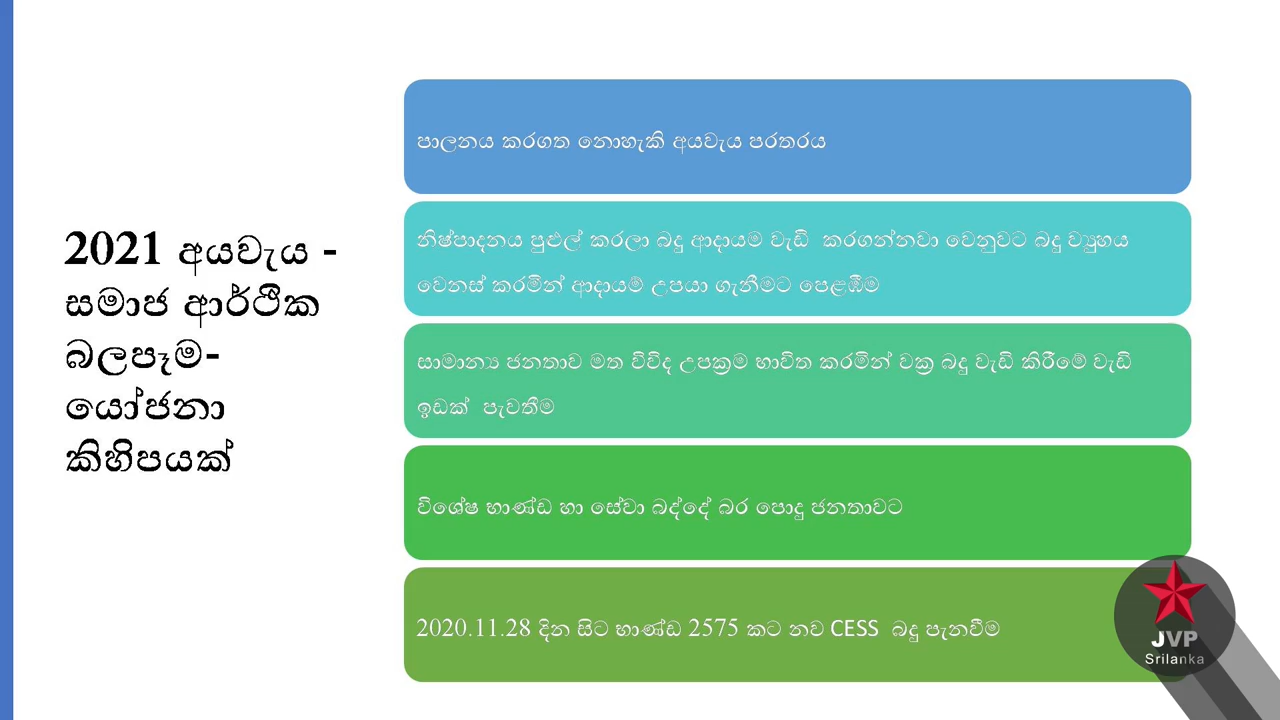 2021 අයවැය -
සමාජ ආර්ථික
බලපෑම-
යෝජනා
කිහිපයක්
පාලනය කරගත නොහැකි අයවැය පරතරය
නිෂ්පාදනය පුළුල් කරලා බදු ආදායම වැඩි කරගන්නවා වෙනුවට බදු ව්‍යුහය
වෙනස් කරමින් ආදායම් උපයා ගැනීමට පෙළඹීම
සාමාන්‍ය ජනතාව මත විවිද උපක්‍රම භාවිත කරමින් වක්‍ර බදු වැඩි කිරීමේ වැඩි
ඉඩක් පැවතීම
විශේෂ භාණ්ඩ හා සේවා බද්දේ බර පොදු ජනතාවට
2020.11.28 දින සිට භාණ්ඩ 2575 කට නව CESS බදු පැනවීම
JVP
Srilanka